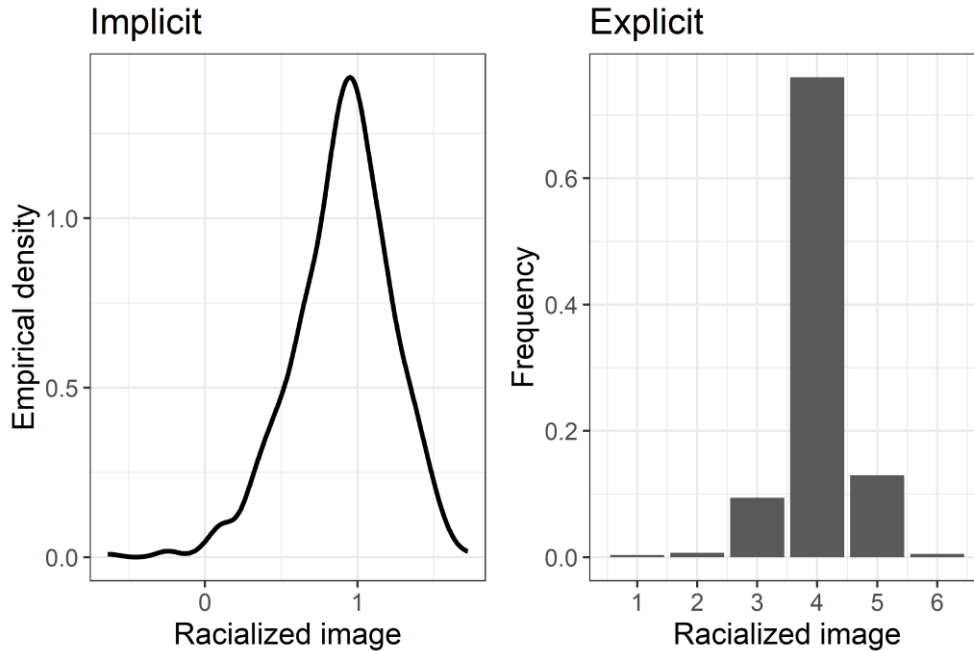 Implicit
Empirical density
1.0
0.5
0.0
0 1
Racialized image
Explicit
Frequency
0.6
0.4
0.2
0.0
1 2 3 4 5 6
Racialized image